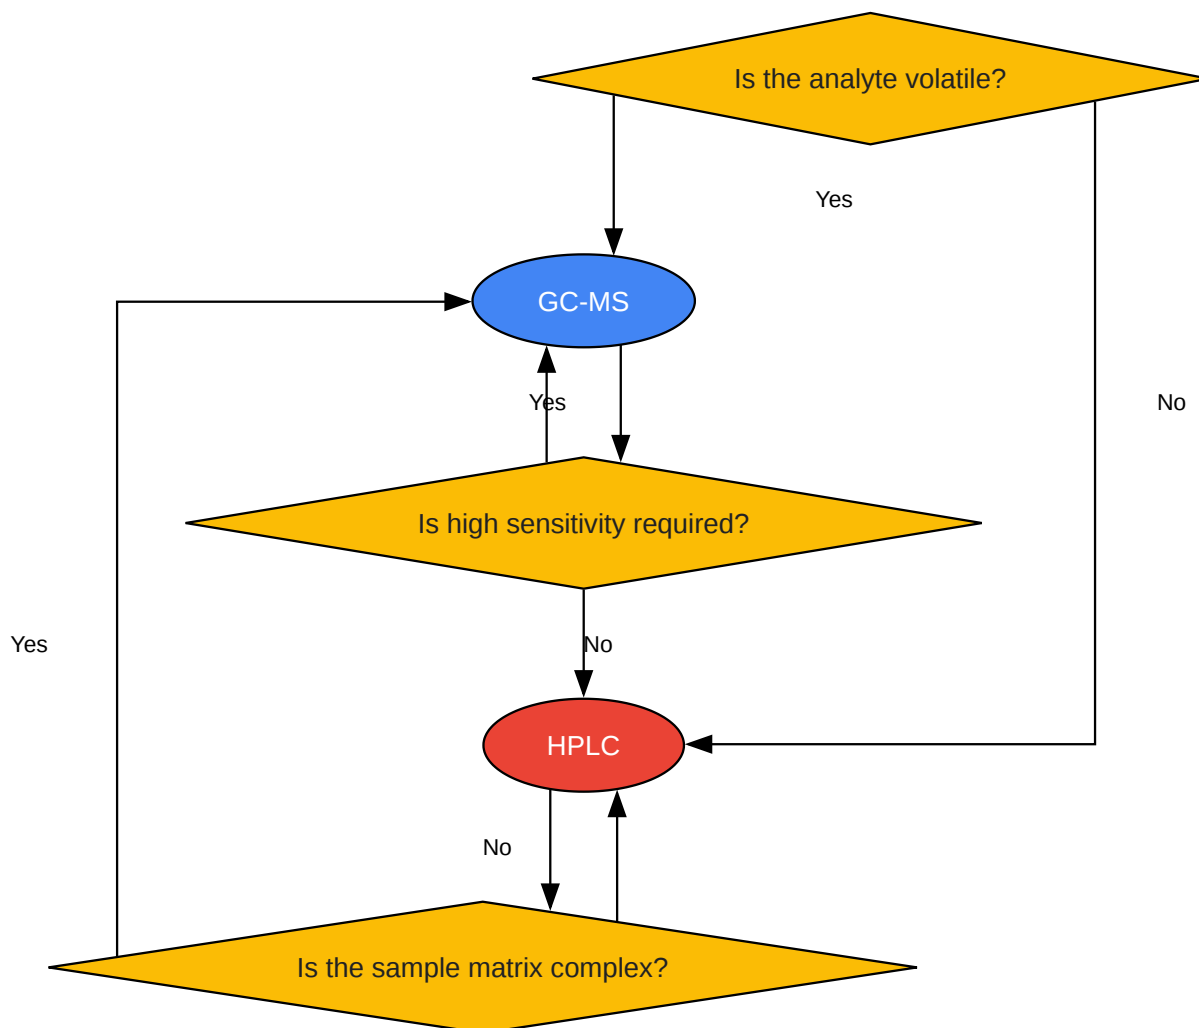 Is the analyte volatile?
Yes
GC-MS
Yes
No
Is high sensitivity required?
Yes
No
HPLC
No
Is the sample matrix complex?